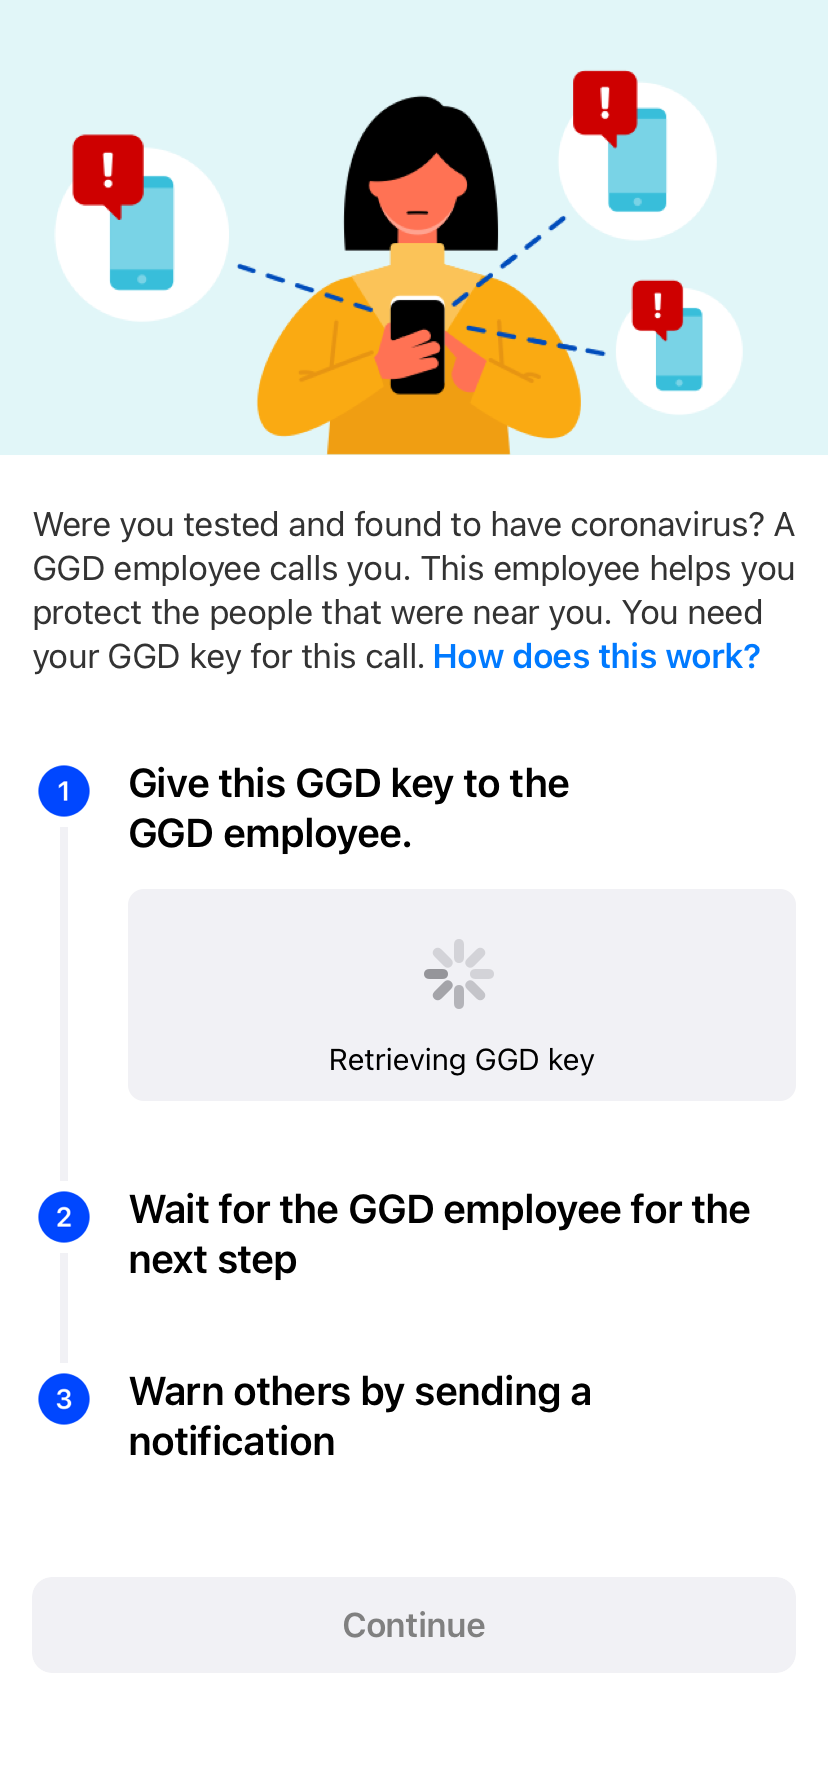 !
!
!
Were you tested and found to have coronavirus? A
GGD employee calls you. This employee helps you
protect the people that were near you. You need
your GGD key for this call. How does this work?
1
Give this GGD key to the
GGD employee.
Retrieving GGD key
2
Wait for the GGD employee for the
next step
3
Warn others by sending a
notification
Continue